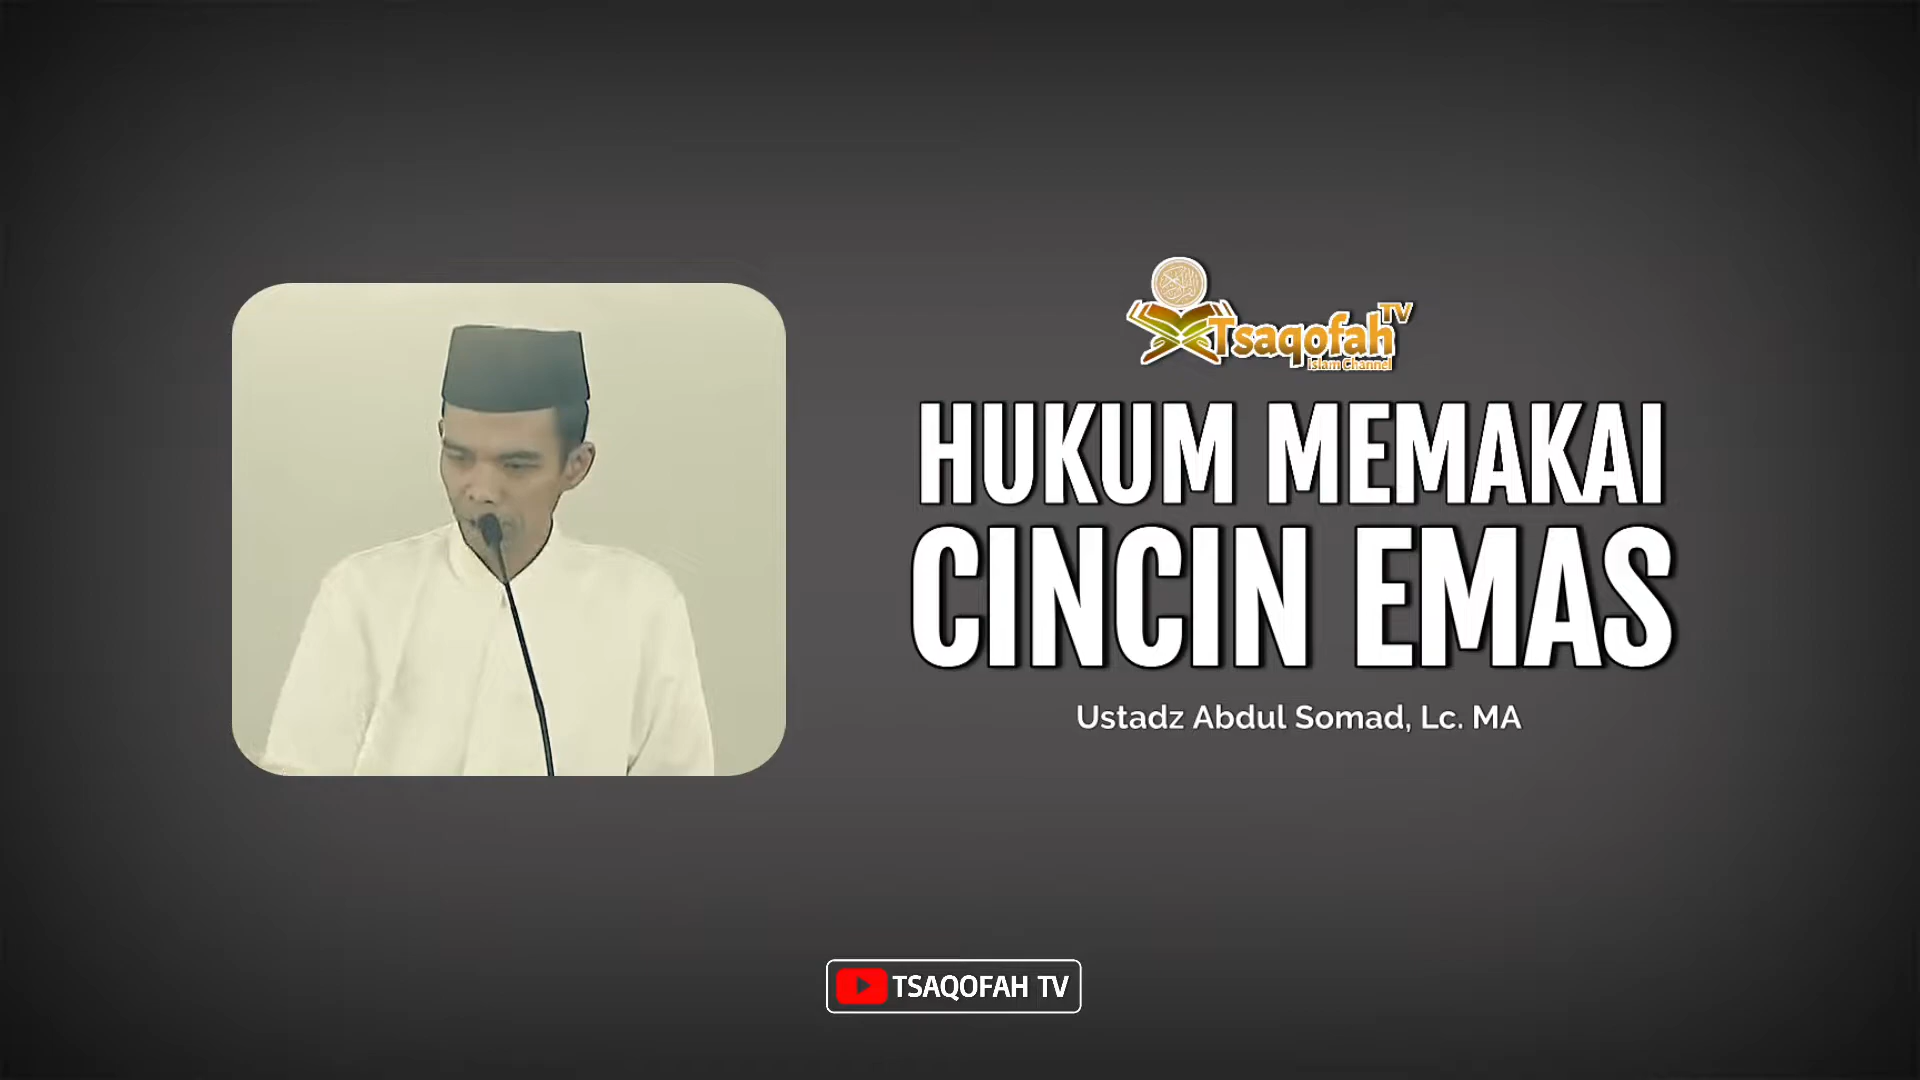 Tsaqofah TV
Islam Channel
HUKUM MEMAKAI
CINCIN EMAS
Ustadz Abdul Somad, Lc. MA
TSAQOFAH TV